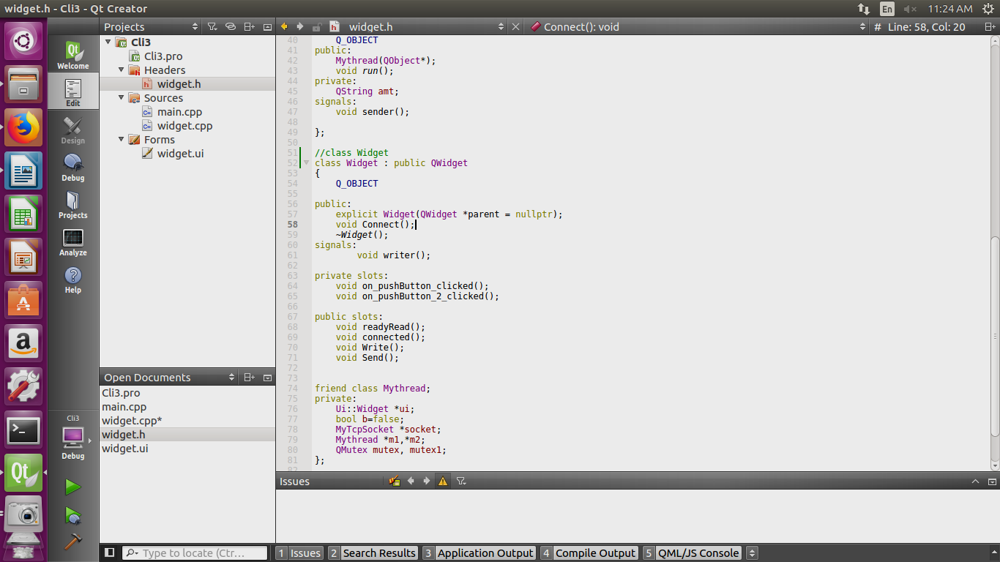 widget.h - Cli3 - Qt Creator
En
11:24 AM
Projects
widget.h
Connect(): void
# Line: 58, Col: 20
Welcome
Edit
Design
Debug
Projects
Analyze
Help
Cli3
Debug
Cli3
Cli3.pro
Headers
widget.h
Sources
main.cpp
widget.cpp
Forms
widget.ui
Open Documents
Cli3.pro
main.cpp
widget.cpp*
widget.h
widget.ui
40 Q_OBJECT
41 public:
42 Mythread(QObject*);
43 void run();
44 private:
45 QString amt;
46 signals:
47 void sender();
48
49 };
50
51 //class Widget
52 class Widget : public QWidget
53 {
54 Q_OBJECT
55
56 public:
57 explicit Widget(QWidget *parent = nullptr);
58 void Connect();
59 ~Widget();
60 signals:
61 void writer();
62
63 private slots:
64 void on_pushButton_clicked();
65 void on_pushButton_2_clicked();
66
67 public slots:
68 void readyRead();
69 void connected();
70 void Write();
71 void Send();
72
73
74 friend class Mythread;
75 private:
76 Ui::Widget *ui;
77 bool b=false;
78 MyTcpSocket *socket;
79 Mythread *m1,*m2;
80 QMutex mutex, mutex1;
81 };
82
Issues
Type to locate (Ctr...
1 Issues
2 Search Results
3 Application Output
4 Compile Output
5 QML/JS Console